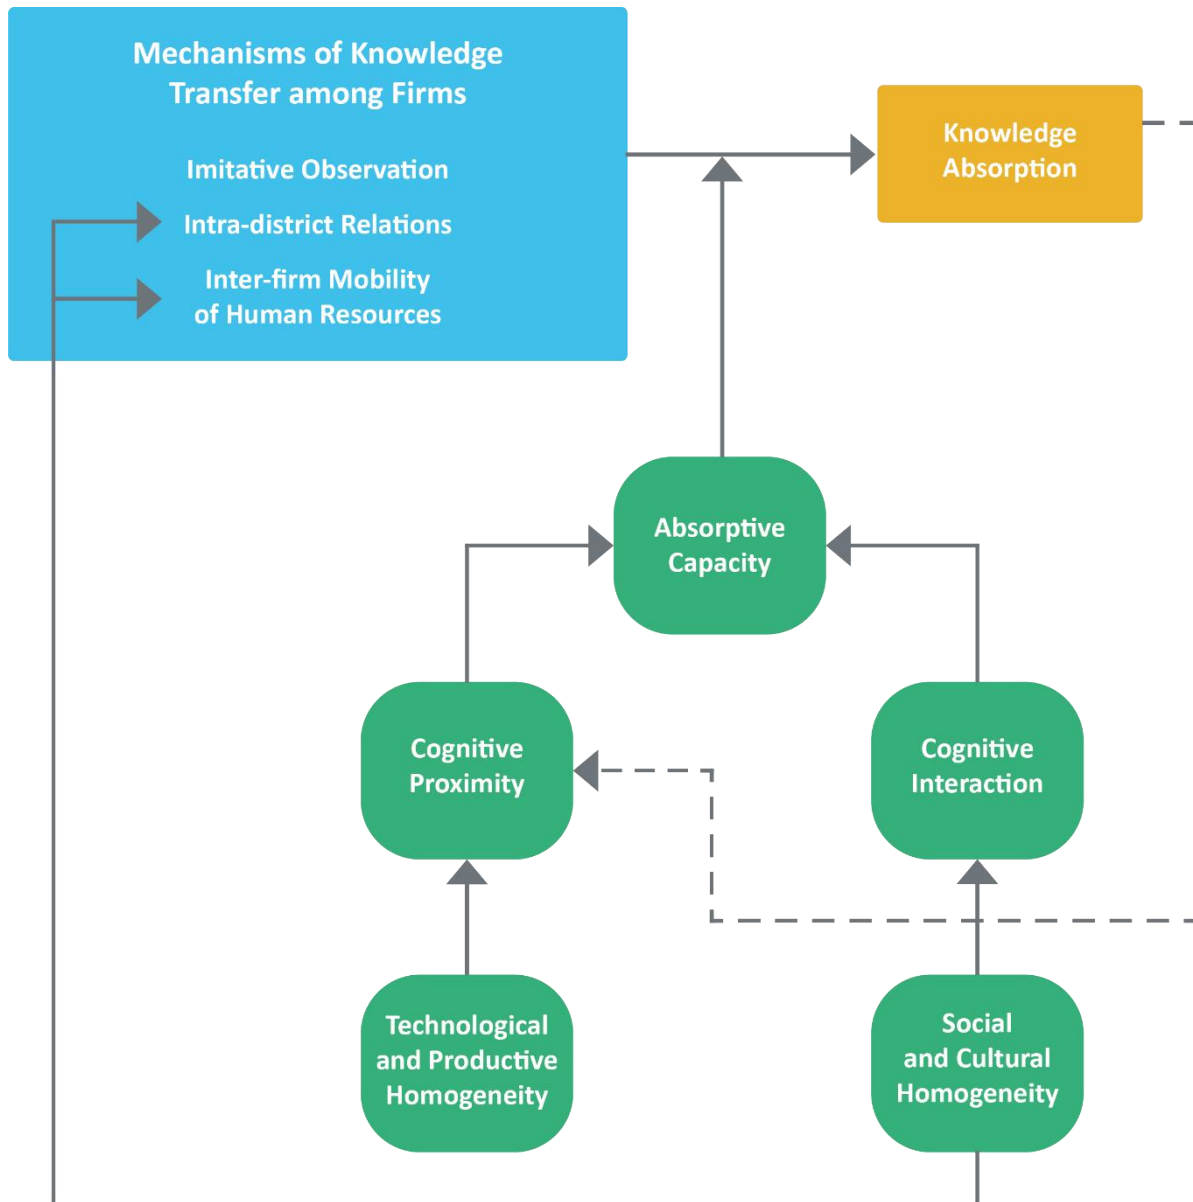 Mechanisms of Knowledge
Transfer among Firms
Imitative Observation
Intra-district Relations
Inter-firm Mobility
of Human Resources
Knowledge
Absorption
Absorptive
Capacity
Cognitive
Proximity
Cognitive
Interaction
Technological
and Productive
Homogeneity
Social
and Cultural
Homogeneity